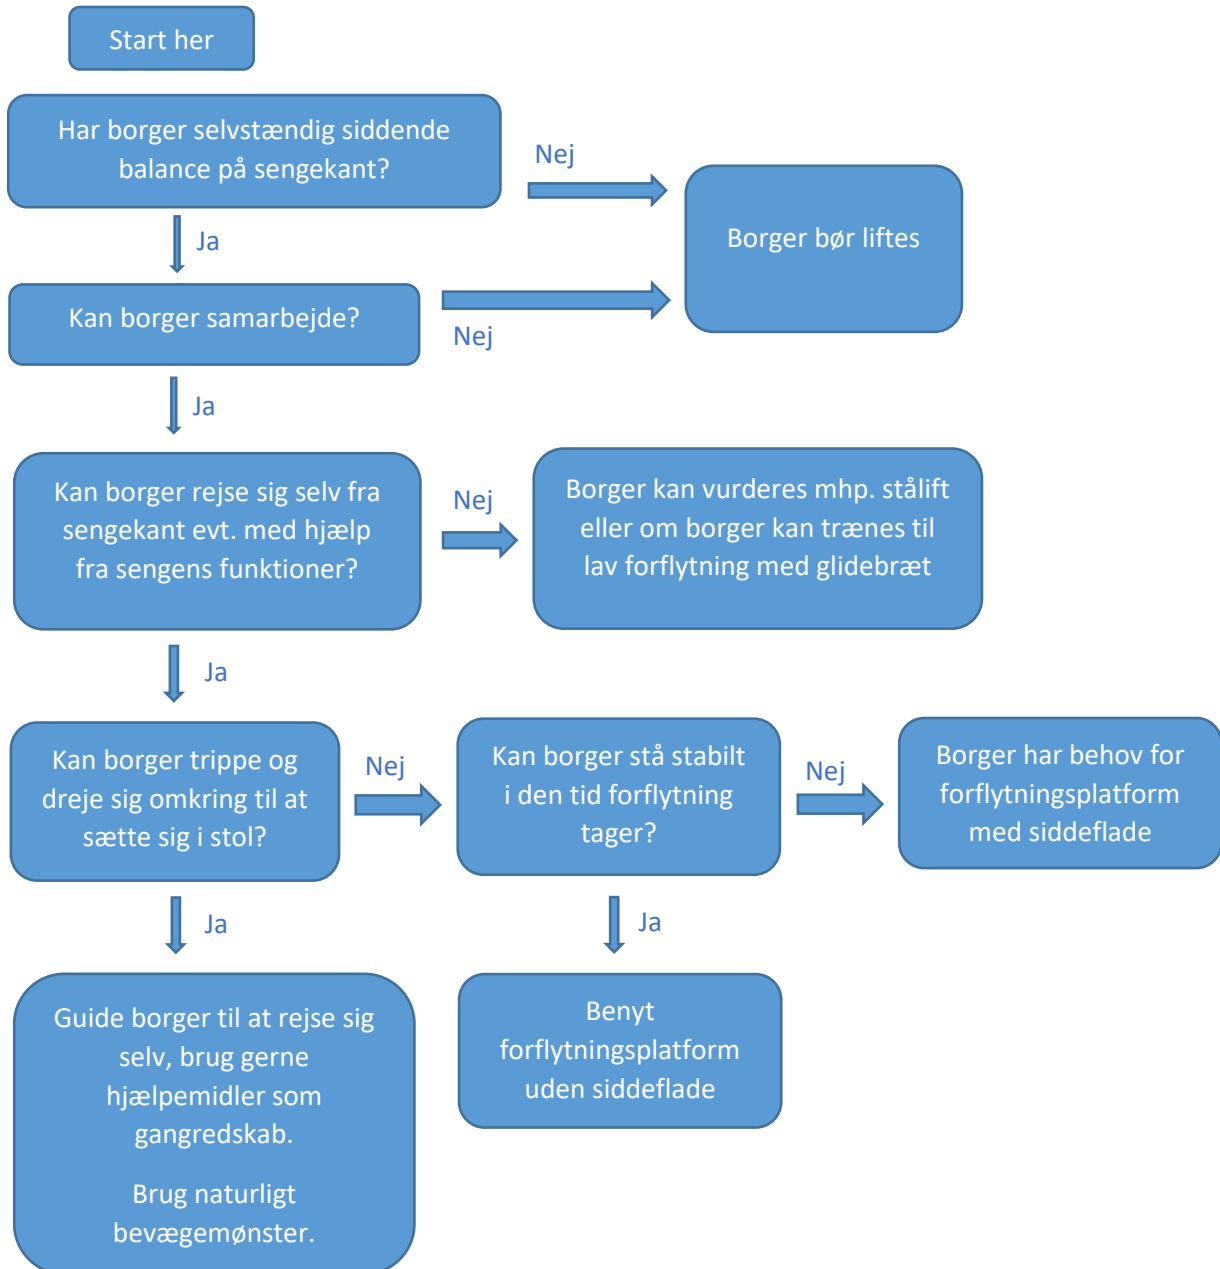 Start her
Har borger selvstændig siddende
balance på sengekant?
Nej
Borger bør liftes
Ja
Kan borger samarbejde?
Nej
Ja
Kan borger rejse sig selv fra
sengekant evt. med hjælp
fra sengens funktioner?
Nej
Borger kan vurderes mhp. stålift
eller om borger kan trænes til
lav forflytning med glidebræt
Ja
Kan borger trippe og
dreje sig omkring til at
sætte sig i stol?
Nej
Kan borger stå stabilt
i den tid forflytning
tager?
Nej
Borger har behov for
forflytningsplatform
med siddeflade
Ja
Ja
Guide borger til at rejse sig
selv, brug gerne
hjælpemidler som
gangredskab.
Brug naturligt
bevægemønster.
Benyt
forflytningsplatform
uden siddeflade